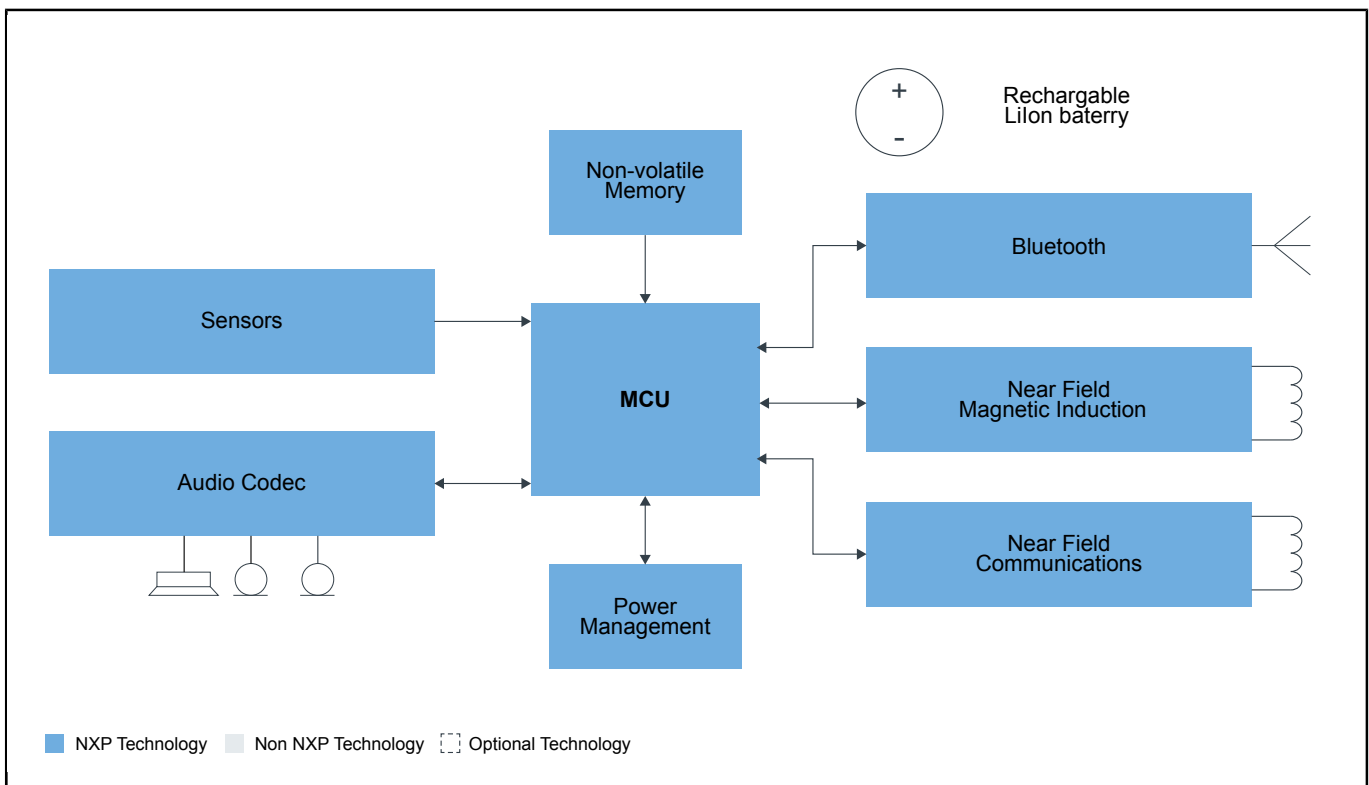 +
-
Rechargable
LiIon baterry
Non-volatile
Memory
Bluetooth
Sensors
MCU
Near Field
Magnetic Induction
Audio Codec
Near Field
Communications
Power
Management
NXP Technology
Non NXP Technology
Optional Technology